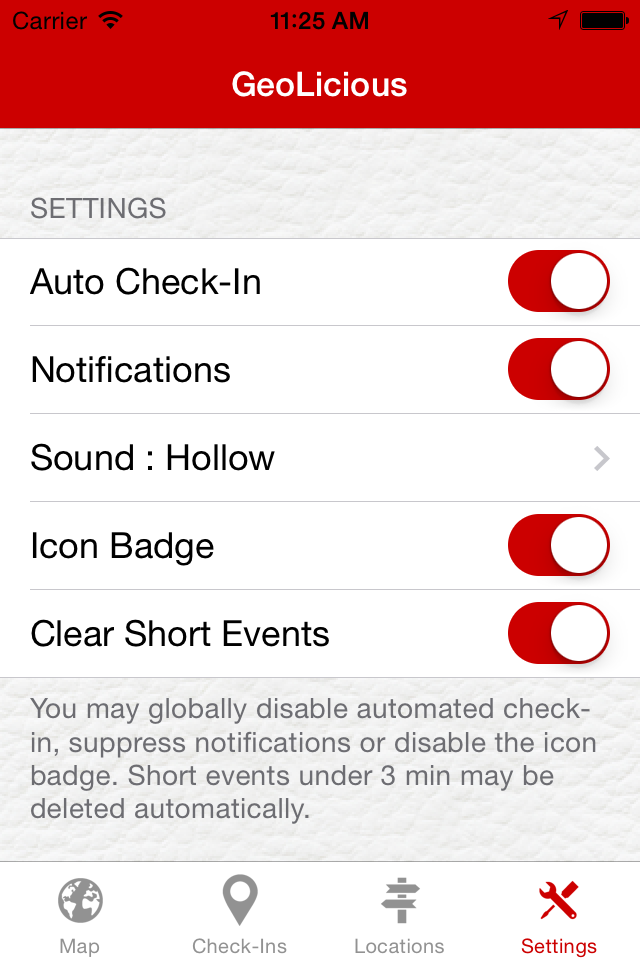 Carrier 11:25 AM
GeoLicious
SETTINGS
Auto Check-In
Notifications
Sound : Hollow
Icon Badge
Clear Short Events
You may globally disable automated check-
in, suppress notifications or disable the icon
badge. Short events under 3 min may be
deleted automatically.
Map Check-Ins Locations Settings